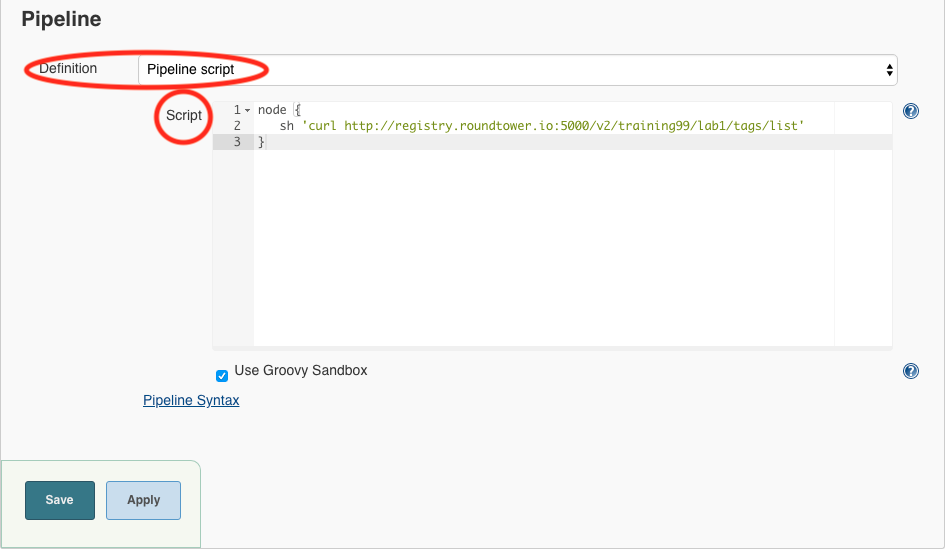 Pipeline
Definition Pipeline script
Script
1 node {
2 sh 'curl http://registry.roundtower.io:5000/v2/training99/lab1/tags/list'
3 }
?
Use Groovy Sandbox
?
Pipeline Syntax
Save Apply